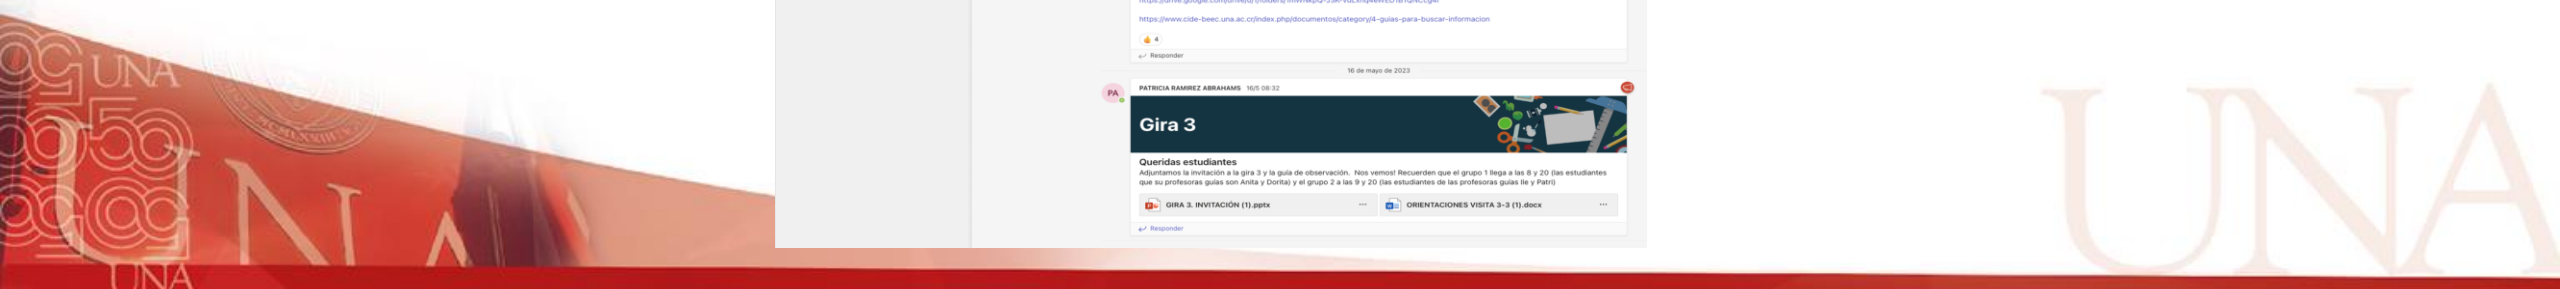 https://www.cide-beec.una.ac.cr/index.php/documentos/category/4-guias-para-buscar-informacion
4
Responder
16 de mayo de 2023
PA
PATRICIA RAMIREZ ABRAHAMS 16/5 08:32
Gira 3
Queridas estudiantes
Adjuntamos la invitación a la gira 3 y la guía de observación. Nos vemos! Recuerden que el grupo 1 llega a las 8 y 20 (las estudiantes
que su profesoras guías son Anita y Dorita) y el grupo 2 a las 9 y 20 (las estudiantes de las profesoras guías Ile y Patri)
GIRA 3. INVITACIÓN (1).pptx ... ORIENTACIONES VISITA 3-3 (1).docx ...
Responder
UNA
UNA
UNA
UNA